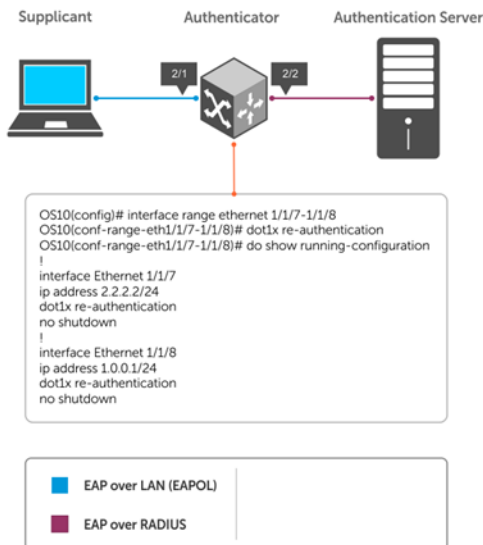 Supplicant Authenticator Authentication Server
2/1 2/2
OS10(config)# interface range ethernet 1/1/7-1/1/8
OS10(conf-range-eth1/1/7-1/1/8)# dot1x re-authentication
OS10(conf-range-eth1/1/7-1/1/8)# do show running-configuration
!
interface Ethernet 1/1/7
ip address 2.2.2.2/24
dot1x re-authentication
no shutdown
!
interface Ethernet 1/1/8
ip address 1.0.0.1/24
dot1x re-authentication
no shutdown
EAP over LAN (EAPOL)
EAP over RADIUS